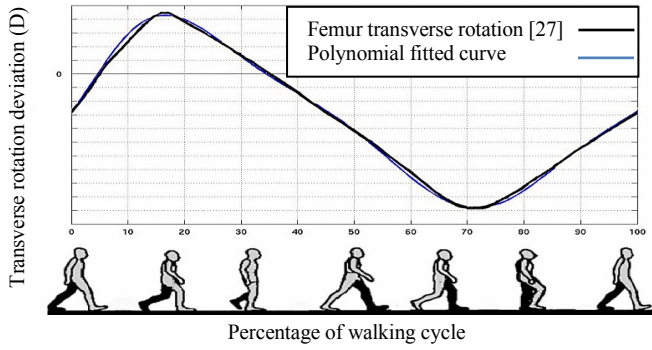 Transverse rotation deviation (D)
Femur transverse rotation [27]
Polynomial fitted curve
0
0 10 20 30 40 50 60 70 80 90 100
Percentage of walking cycle